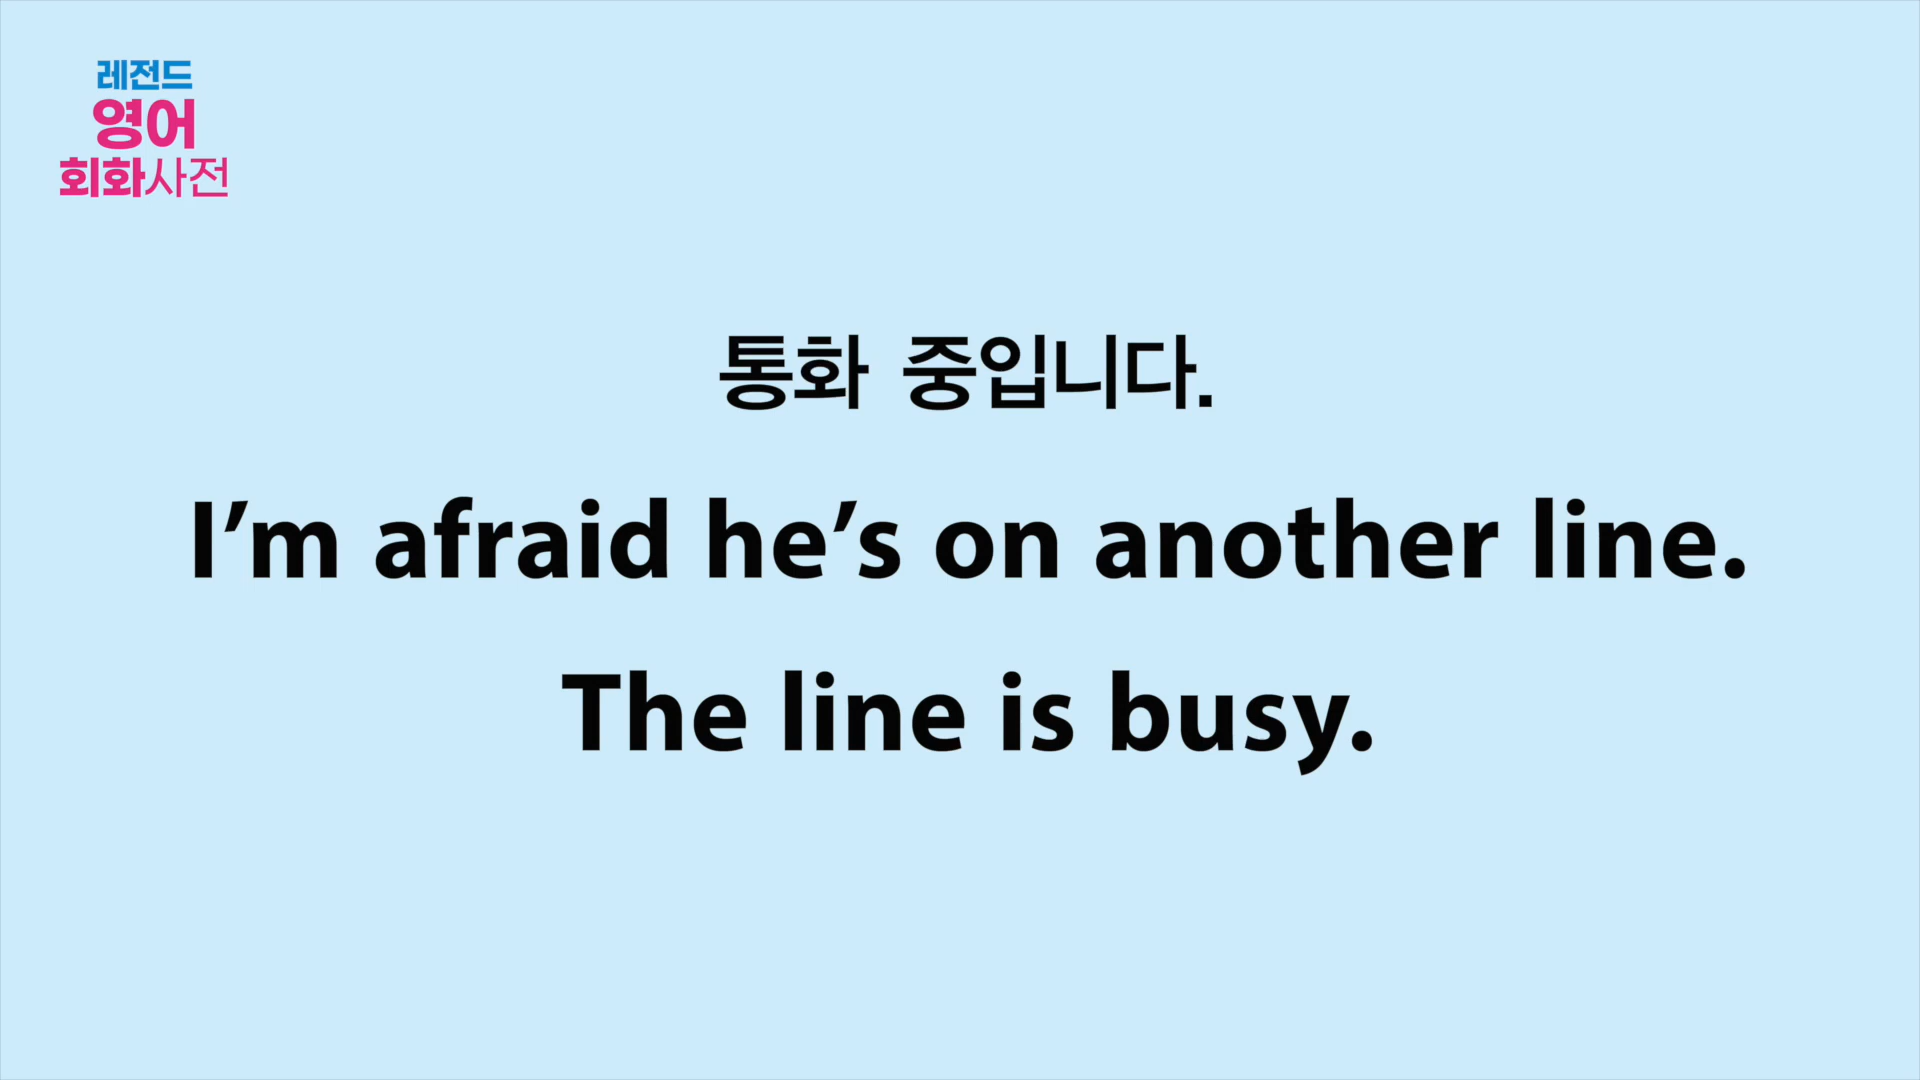 레전드
영어
회화사전
통화 중입니다.
I’m afraid he’s on another line.
The line is busy.